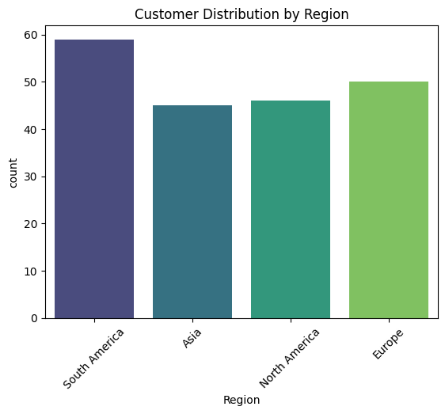 Customer Distribution by Region
60
50
40
30
20
10
0
count
South America
Asia
North America
Europe
Region